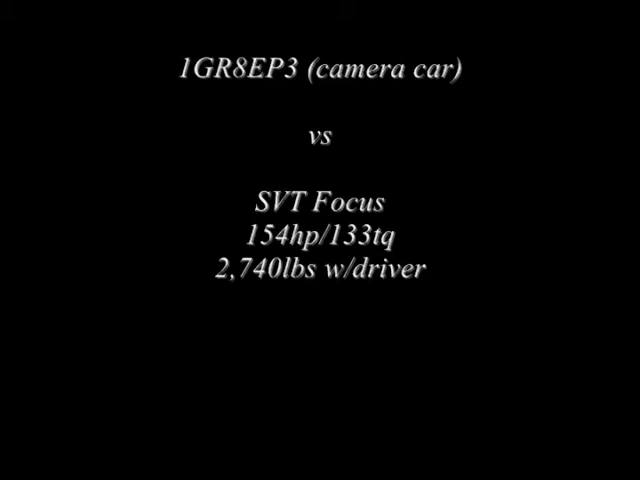 1GR8EP3 (camera car)
vs
SVT Focus
154hp/133tq
2,740lbs w/driver